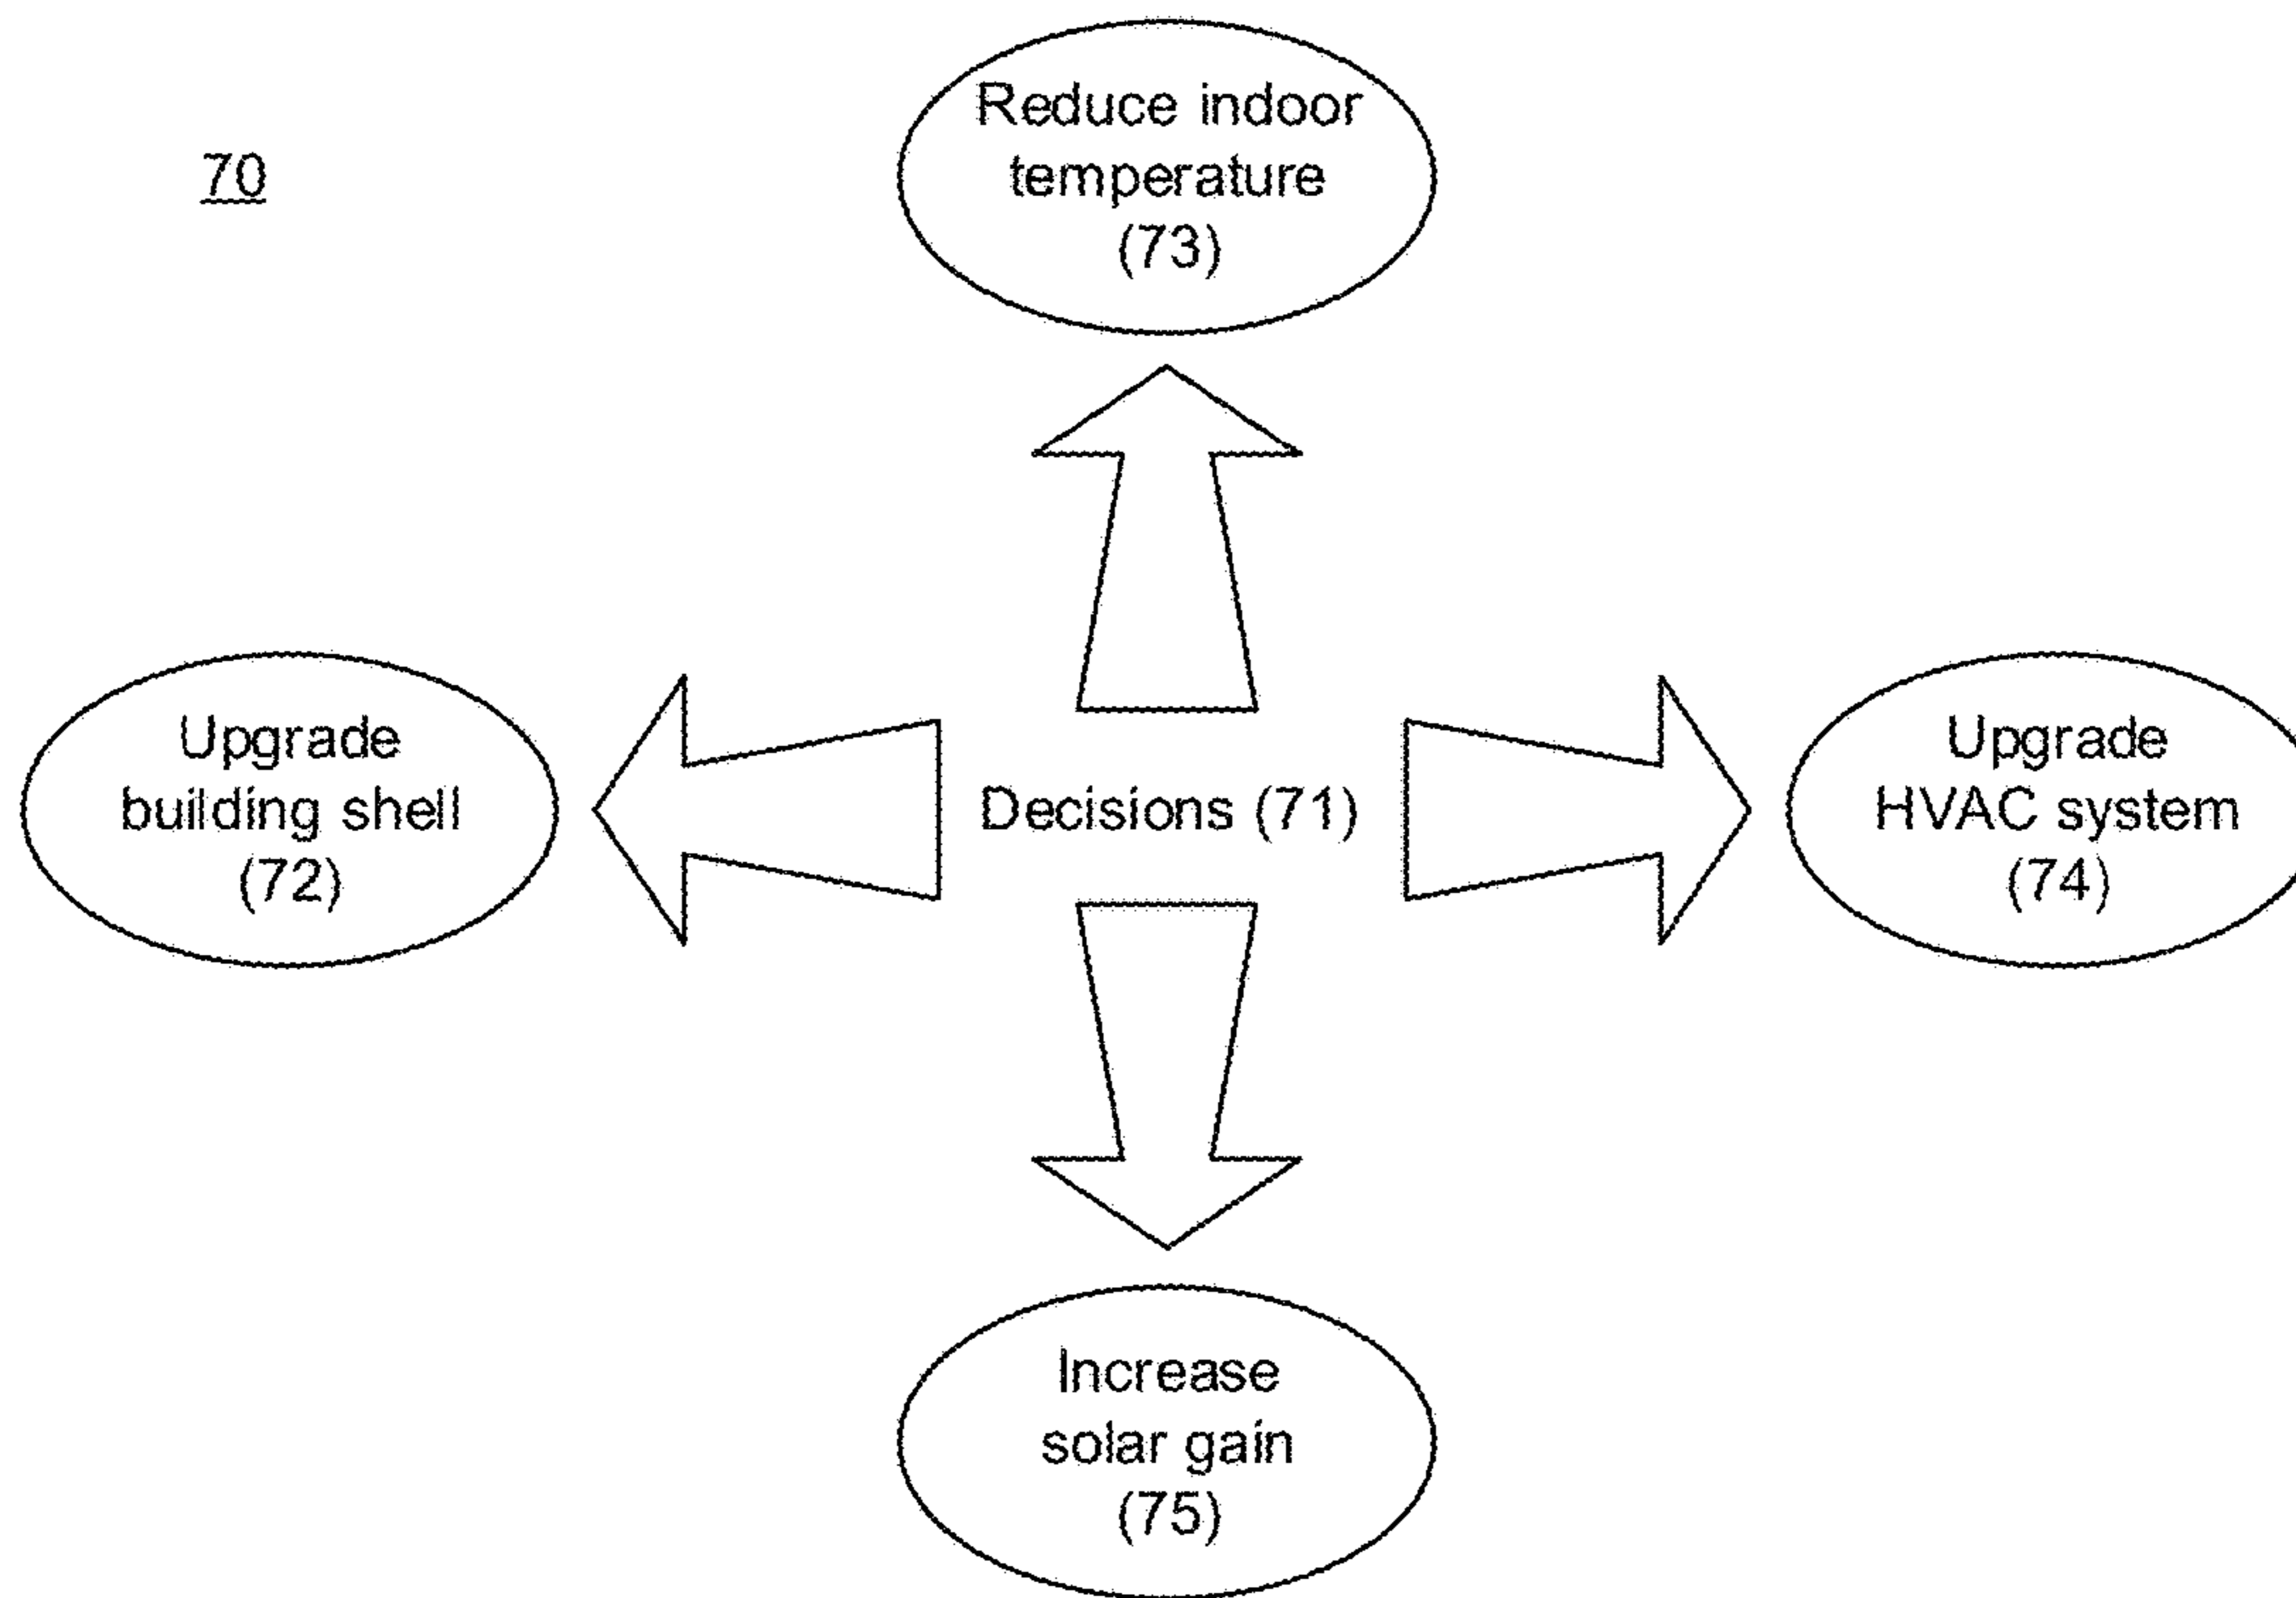 70
Reduce indoor
temperature
(73)
Upgrade
building shell
(72)
Decisions (71)
Upgrade
HVAC system
(74)
Increase
solar gain
(75)